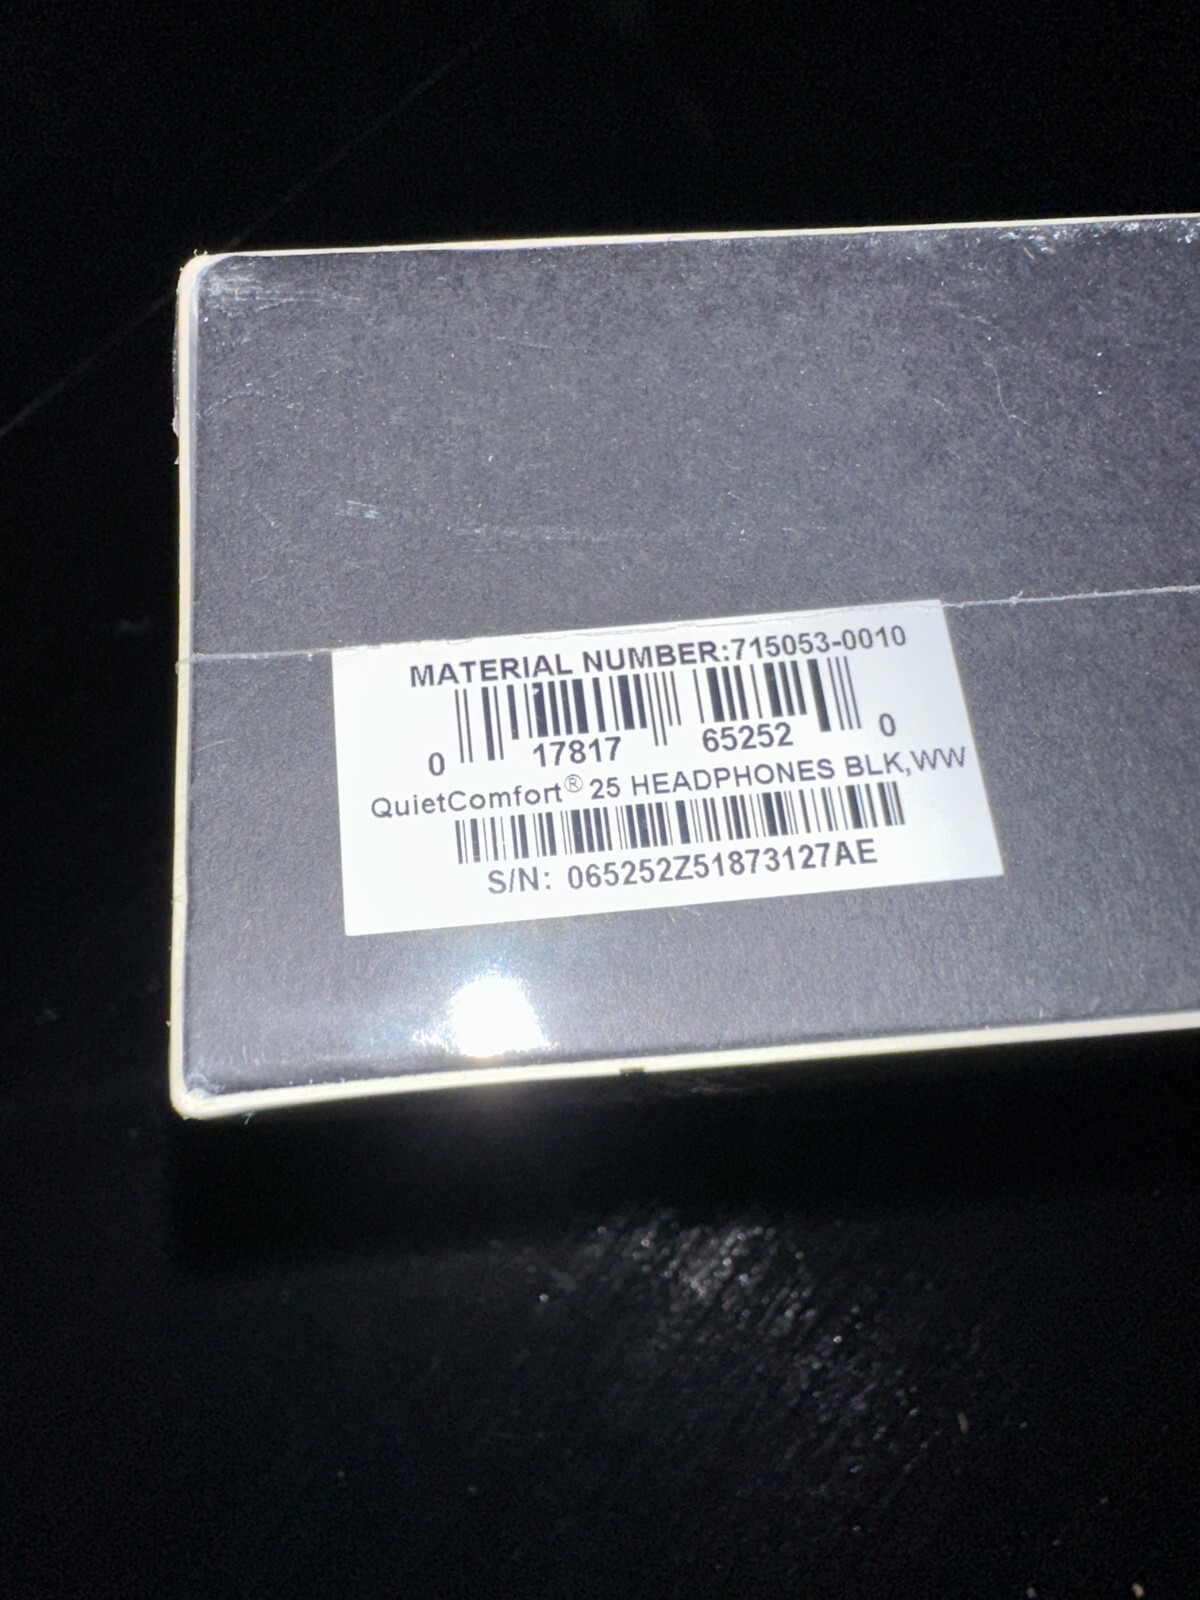 MATERIAL NUMBER:715053-0010
0 17817 65252 0
QuietComfort® 25 HEADPHONES BLK,WW
S/N: 065252Z51873127AE